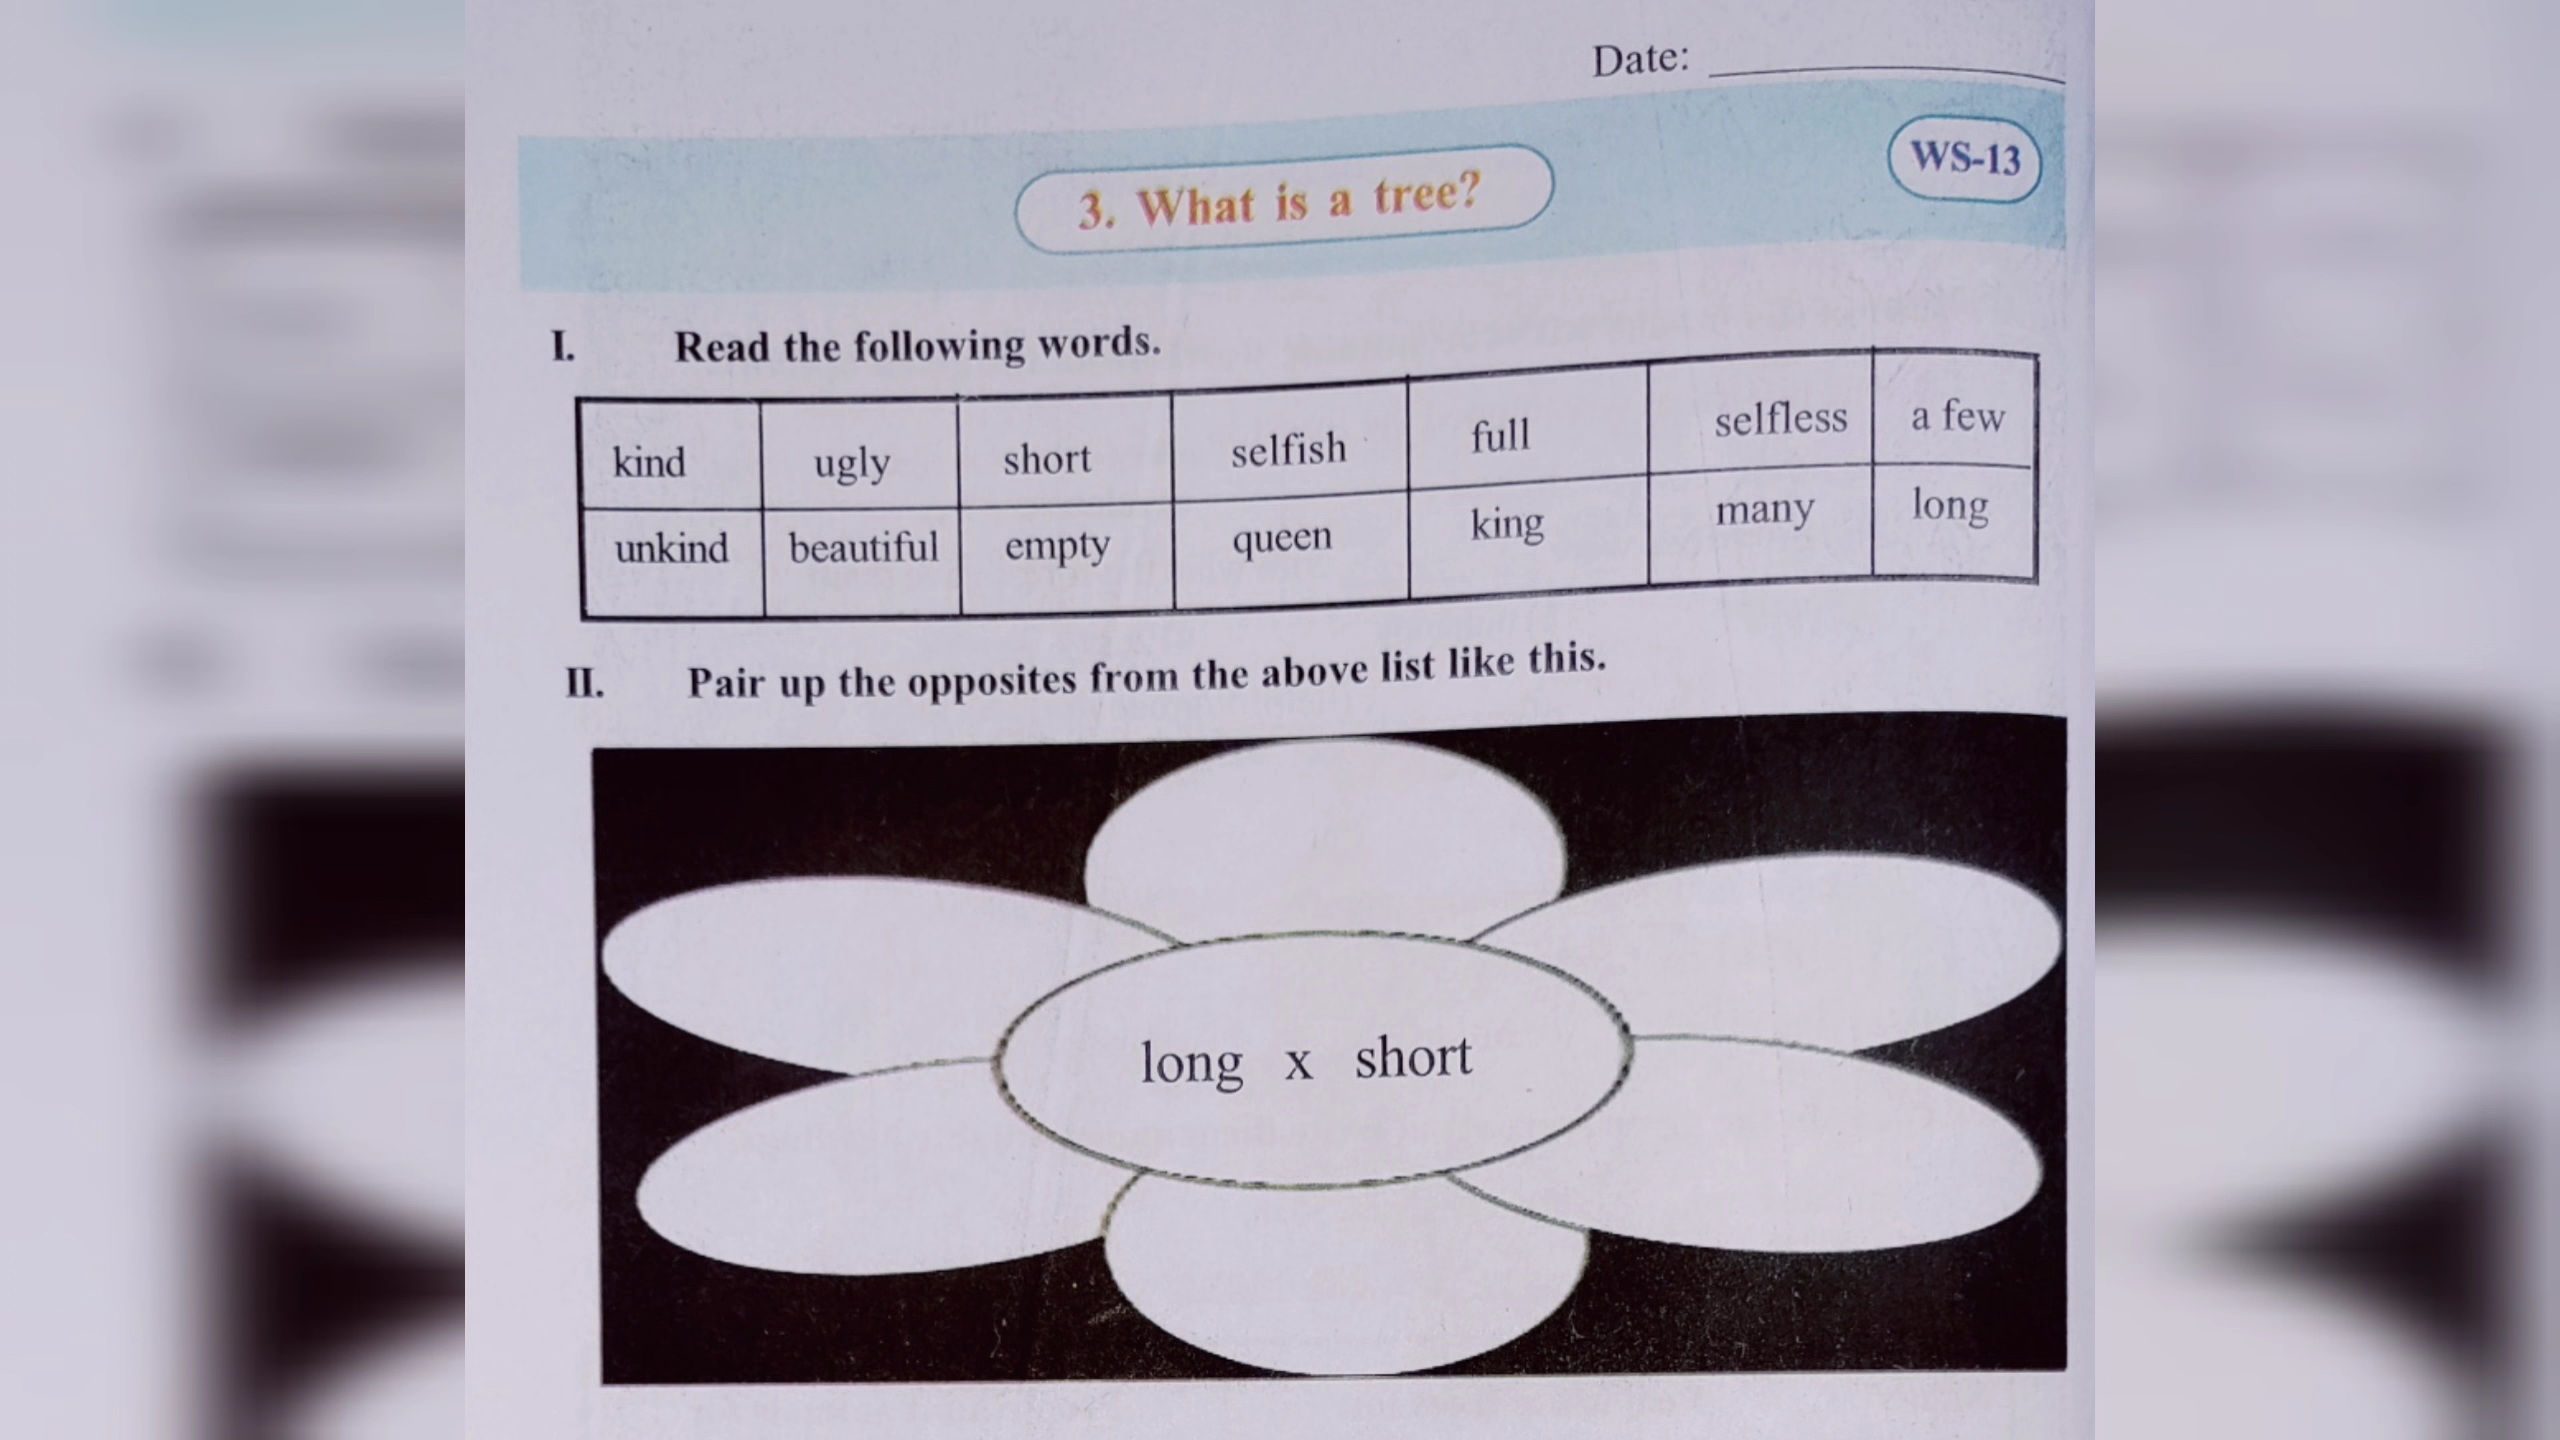 Date:
WS-13
3. What is a tree?
I. Read the following words.
kind ugly short selfish full selfless a few
unkind beautiful empty queen king many long
II. Pair up the opposites from the above list like this.
long x short